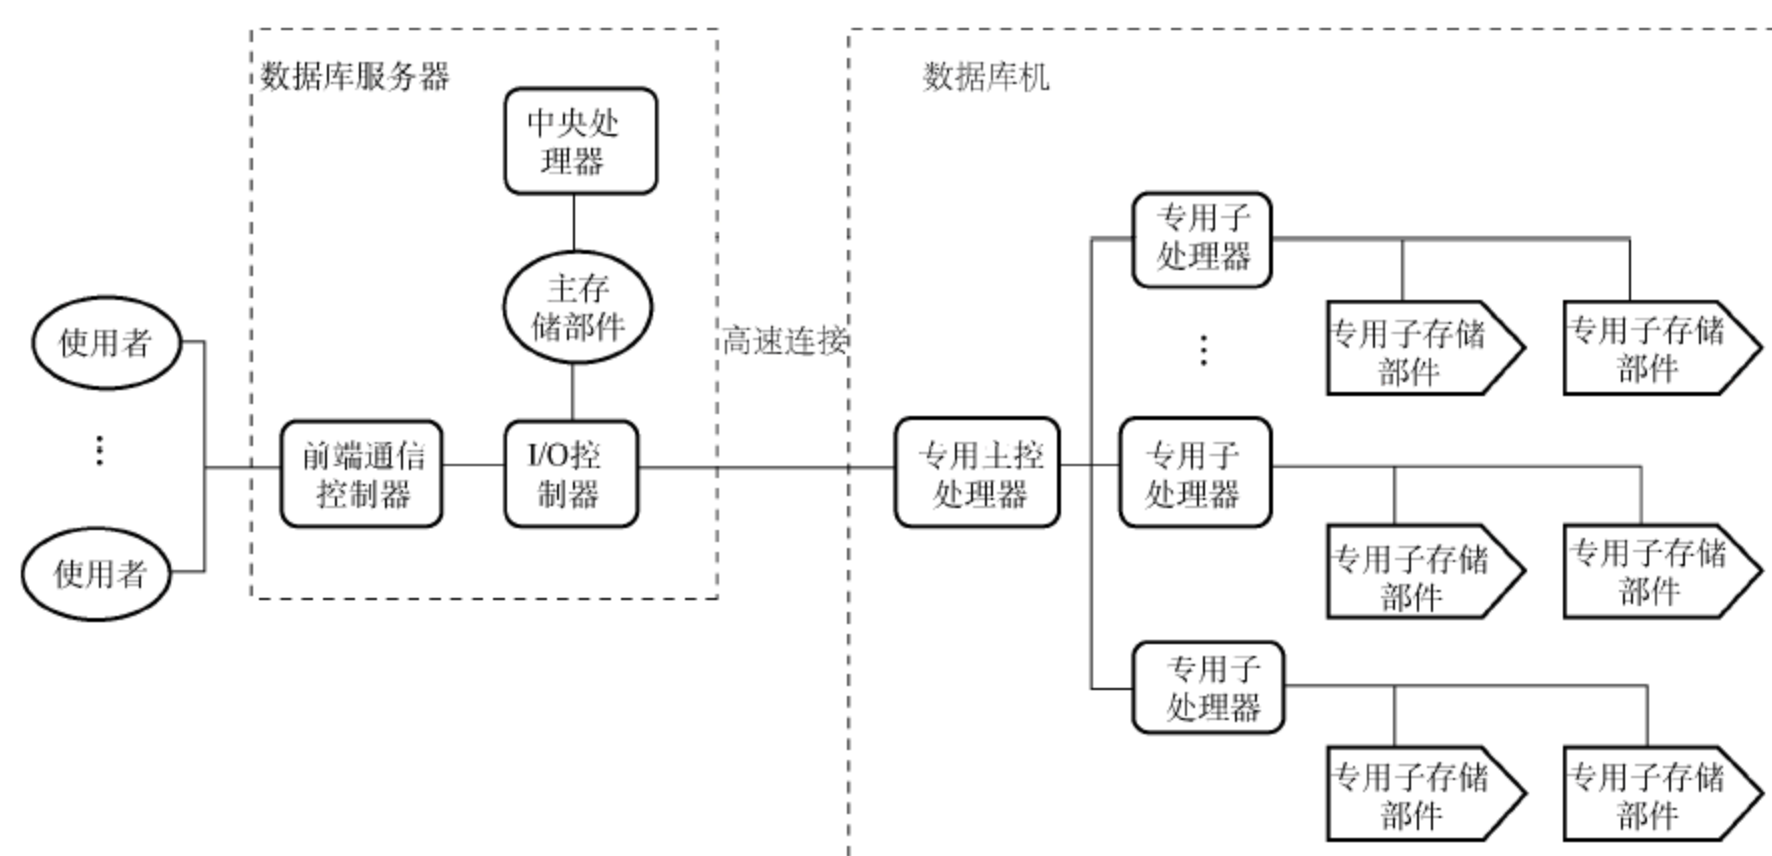 数据库服务器
中央处
理器
主存
储部件
使用者
⋮
使用者
前端通信
控制器
I/O控
制器
高速连接
数据库机
专用主控
处理器
专用子
处理器
⋮
专用子
处理器
专用子
处理器
专用子存储
部件
专用子存储
部件
专用子存储
部件
专用子存储
部件
专用子存储
部件
专用子存储
部件